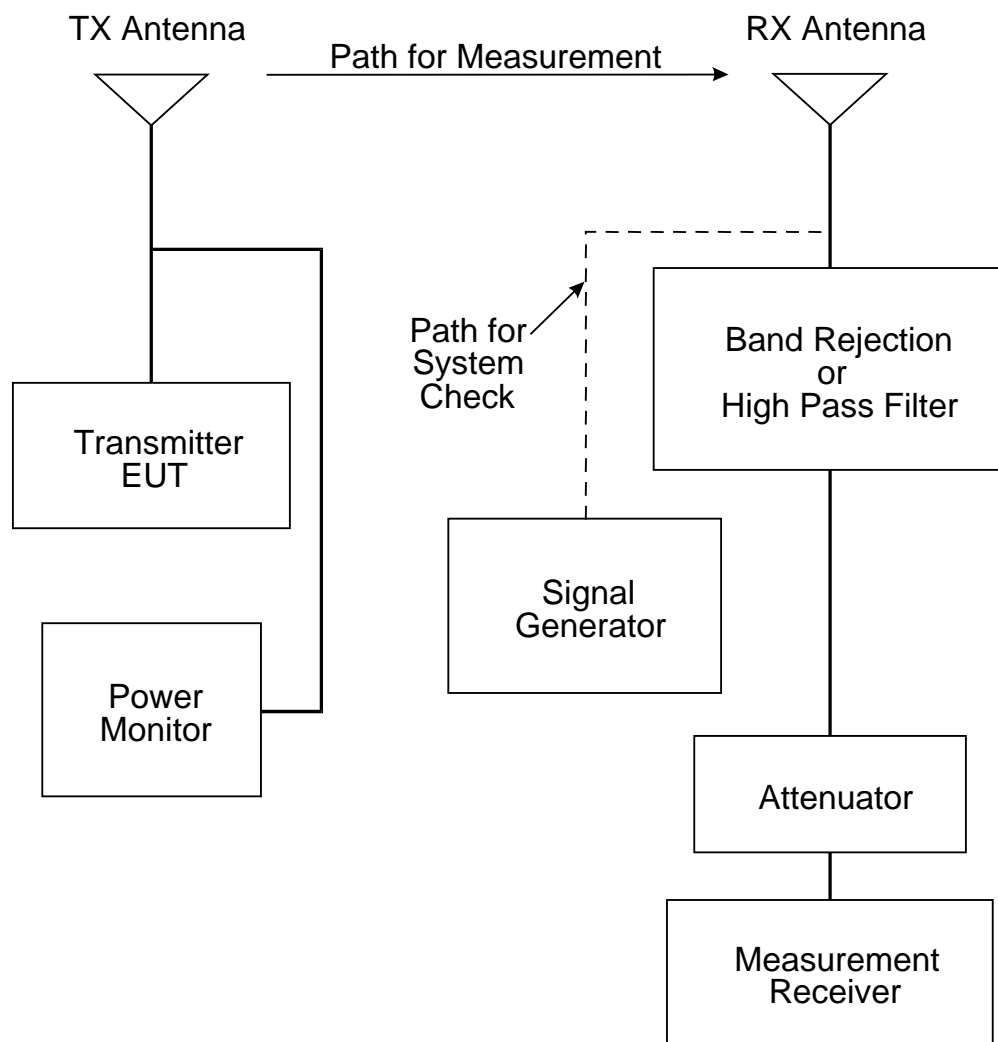 TX Antenna
RX Antenna
Path for Measurement
Path for
System
Check
Band Rejection
or
High Pass Filter
Transmitter
EUT
Signal
Generator
Power
Monitor
Attenuator
Measurement
Receiver